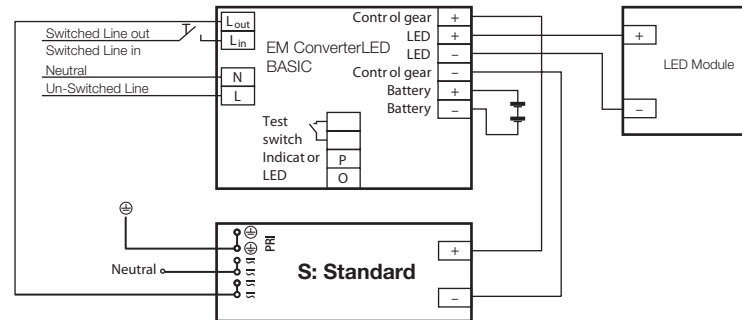 Switched Line out
Switched Line in
Neutral
Un-Switched Line
Lout
Lin
N
L
EM ConverterLED
BASIC
Test
switch
Indicat or
LED
P
O
Contr ol gear +
LED +
LED –
Contr ol gear –
Battery +
Battery –
+
LED Module
–
PRI
Neutral
S: Standard
+
–